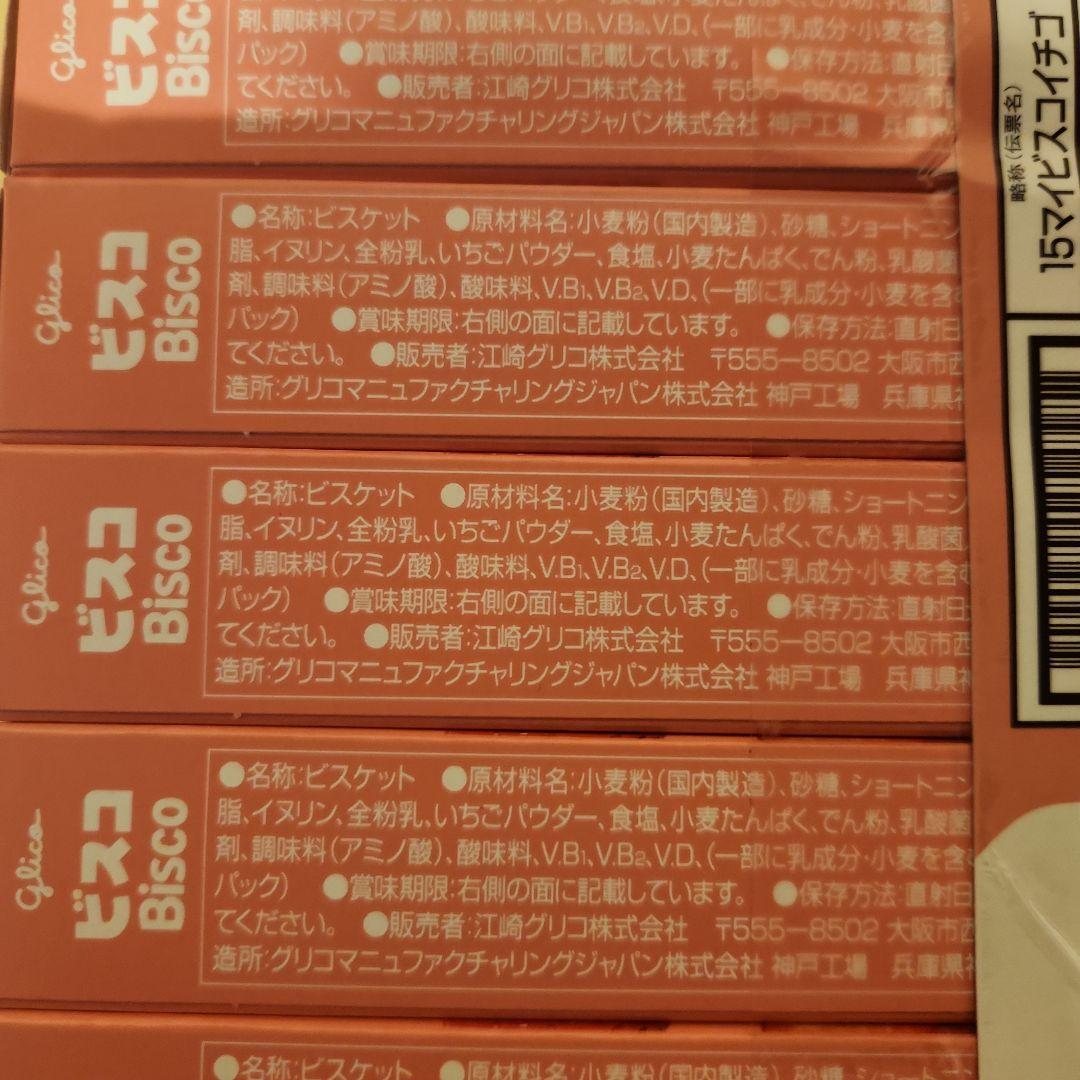 剤、調味料(アミノ酸)、酸味料、V.B1、V.B2、V.D、(一部に乳成分・小麦を含
パック) ●賞味期限:右側の面に記載しています。 ●保存方法:直射日
てください。 ●販売者:江崎グリコ株式会社 〒555-8502 大阪市西
造所:グリコマニュファクチャリングジャパン株式会社 神戸工場 兵庫県
glico
ビスコ
Bisco
●名称:ビスケット ●原材料名:小麦粉(国内製造)、砂糖、ショートニン
脂、イヌリン、全粉乳、いちごパウダー、食塩、小麦たんぱく、でん粉、乳酸菌
剤、調味料(アミノ酸)、酸味料、V.B1、V.B2、V.D、(一部に乳成分・小麦を含む
パック) ●賞味期限:右側の面に記載しています。 ●保存方法:直射日
てください。 ●販売者:江崎グリコ株式会社 〒555-8502 大阪市西
造所:グリコマニュファクチャリングジャパン株式会社 神戸工場 兵庫県神
glico
ビスコ
Bisco
●名称:ビスケット ●原材料名:小麦粉(国内製造)、砂糖、ショートニン
脂、イヌリン、全粉乳、いちごパウダー、食塩、小麦たんぱく、でん粉、乳酸菌
剤、調味料(アミノ酸)、酸味料、V.B1、V.B2、V.D、(一部に乳成分・小麦を含む
パック) ●賞味期限:右側の面に記載しています。 ●保存方法:直射日
てください。 ●販売者:江崎グリコ株式会社 〒555-8502 大阪市西
造所:グリコマニュファクチャリングジャパン株式会社 神戸工場 兵庫県神
glico
ビスコ
Bisco
●名称:ビスケット ●原材料名:小麦粉(国内製造)、砂糖、ショートニン
脂、イヌリン、全粉乳、いちごパウダー、食塩、小麦たんぱく、でん粉、乳酸菌
剤、調味料(アミノ酸)、酸味料、V.B1、V.B2、V.D、(一部に乳成分・小麦を含む
パック) ●賞味期限:右側の面に記載しています。 ●保存方法:直射日
てください。 ●販売者:江崎グリコ株式会社 〒555-8502 大阪市西
造所:グリコマニュファクチャリングジャパン株式会社 神戸工場 兵庫県神
glico
ビスコ
Bisco
●名称:ビスケット ●原材料名:小麦粉(国内製造)、砂糖、ショートニン
略称(伝票名)
15マイビスコイチゴ